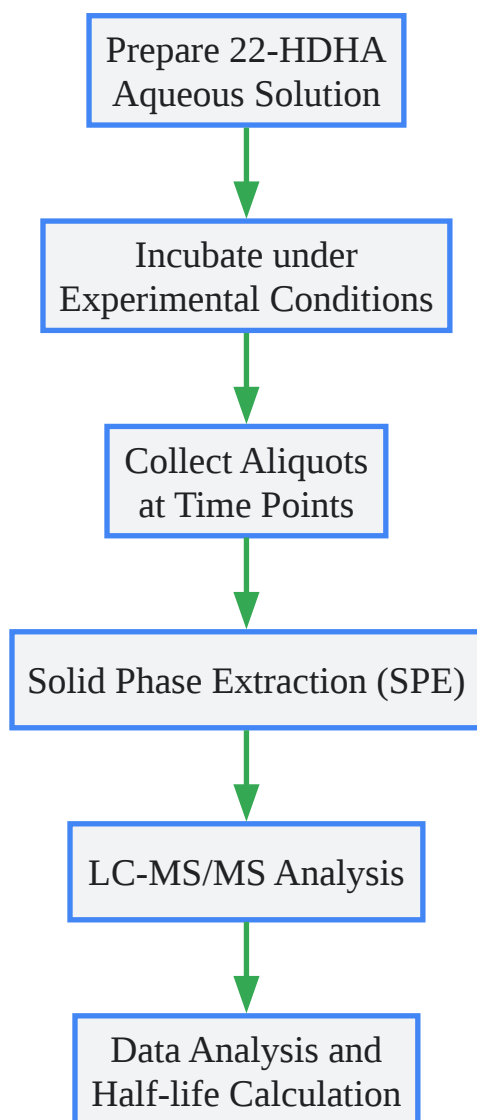 Prepare 22-HDHA
Aqueous Solution
Incubate under
Experimental Conditions
Collect Aliquots
at Time Points
Solid Phase Extraction (SPE)
LC-MS/MS Analysis
Data Analysis and
Half-life Calculation